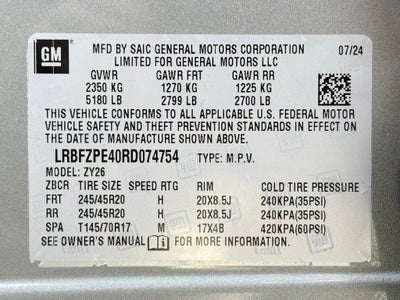 GM
MFD BY SAIC GENERAL MOTORS CORPORATION 07/24
LIMITED FOR GENERAL MOTORS LLC
GVWR GAWR FRT GAWR RR
2350 KG 1270 KG 1225 KG
5180 LB 2799 LB 2700 LB
THIS VEHICLE CONFORMS TO ALL APPLICABLE U.S. FEDERAL MOTOR
VEHICLE SAFETY AND THEFT PREVENTION STANDARDS IN EFFECT ON
THE DATE OF MANUFACTURE SHOWN ABOVE.
LRBFZPE40RD074754 TYPE: M.P.V.
MODEL: ZY26
ZBCR TIRE SIZE SPEED RTG RIM COLD TIRE PRESSURE
FRT 245/45R20 H 20X8.5J 240KPA(35PSI)
RR 245/45R20 H 20X8.5J 240KPA(35PSI)
SPA T145/70R17 M 17X4B 420KPA(60PSI)
SEE OWNER'S MANUAL i FOR MORE INFORMATION.